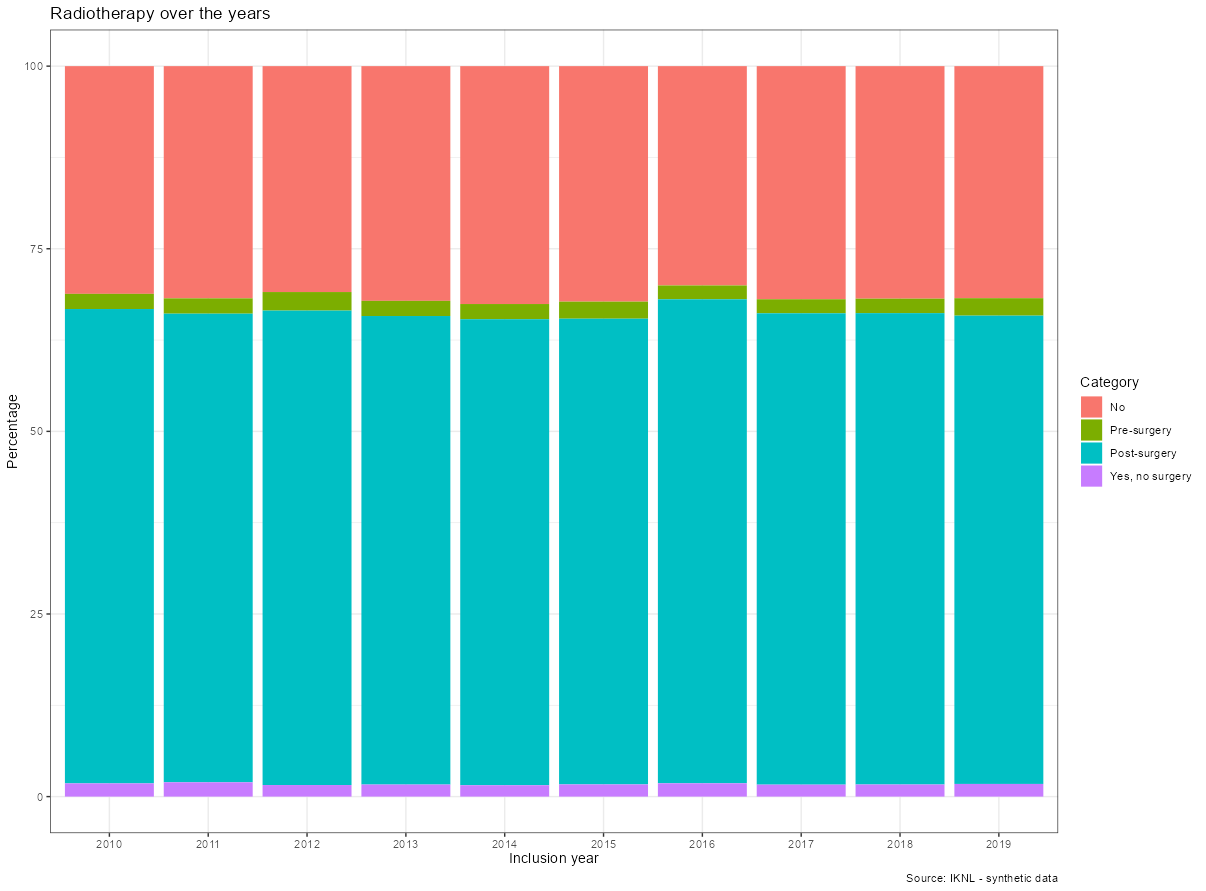 Radiotherapy over the years
Percentage
100
75
50
25
0
2010 2011 2012 2013 2014 2015 2016 2017 2018 2019
Inclusion year
Category
No
Pre-surgery
Post-surgery
Yes, no surgery
Source: IKNL - synthetic data